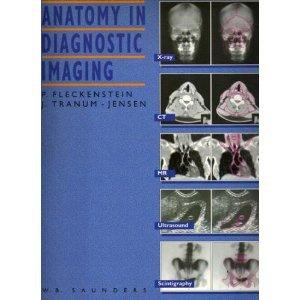 ANATOMY IN
DIAGNOSTIC
IMAGING
P. FLECKENSTEIN
J. TRANUM-JENSEN
X-ray
CT
MR
Ultrasound
Scintigraphy
W.B. SAUNDERS